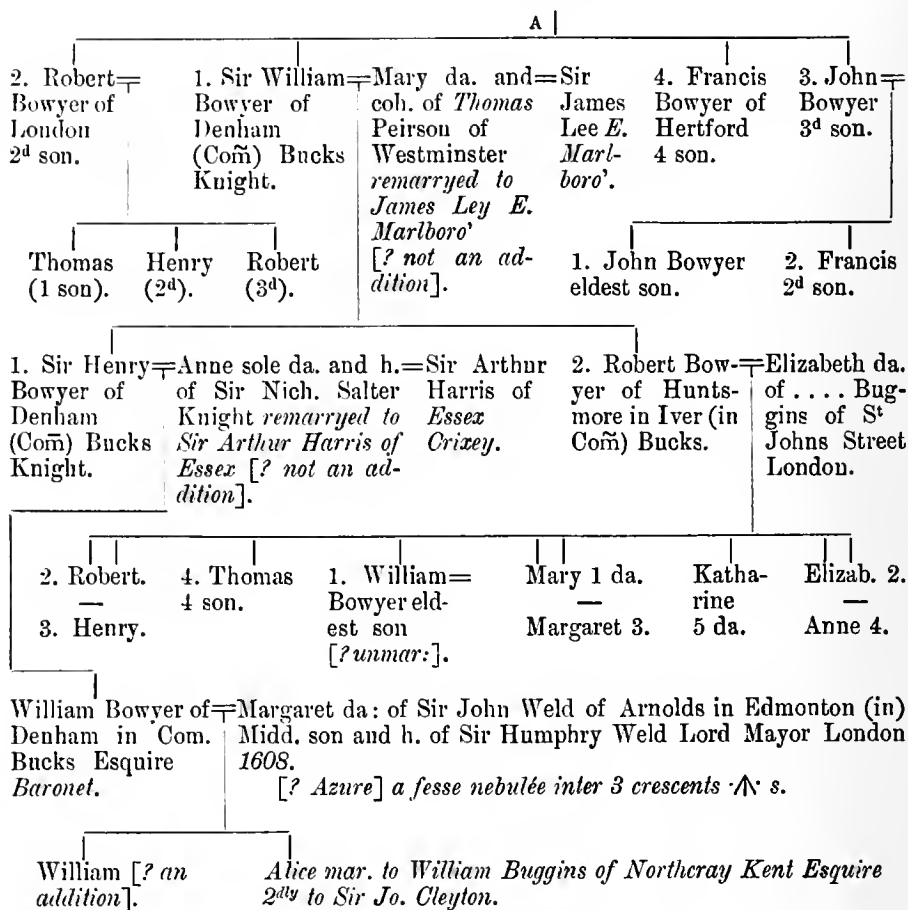 A
2. Robert=
Bowyer of
London
2d son.
1. Sir William=
Bowyer of
Denham
(Com̃) Bucks
Knight.
Mary da. and=
coh. of Thomas
Peirson of
Westminster
remarryed to
James Ley E.
Marlboro'
[? not an ad-
dition].
Sir
James
Lee E.
Marl-
boro'.
4. Francis
Bowyer of
Hertford
4 son.
3. John=
Bowyer
3d son.
Thomas
(1 son).
Henry
(2d).
Robert
(3d).
1. John Bowyer
eldest son.
2. Francis
2d son.
1. Sir Henry=
Bowyer of
Denham
(Com̃) Bucks
Knight.
Anne sole da. and h.=
of Sir Nich. Salter
Knight remarryed to
Sir Arthur Harris of
Essex [? not an ad-
dition].
Sir Arthur
Harris of
Essex
Crixey.
2. Robert Bow-=
yer of Hunts-
more in Iver (in
Com̃) Bucks.
Elizabeth da.
of .... Bug-
gins of St
Johns Street
London.
2. Robert.
—
3. Henry.
4. Thomas
4 son.
1. William=
Bowyer eld-
est son
[? unmar:].
Mary 1 da.
—
Margaret 3.
Katha-
rine
5 da.
Elizab. 2.
—
Anne 4.
William Bowyer of=
Denham in Com.
Bucks Esquire
Baronet.
Margaret da: of Sir John Weld of Arnolds in Edmonton (in)
Midd. son and h. of Sir Humphry Weld Lord Mayor London
1608.
[? Azure] a fesse nebulée inter 3 crescents s.
William [? an
addition].
Alice mar. to William Buggins of Northcray Kent Esquire
2dly to Sir Jo. Cleyton.